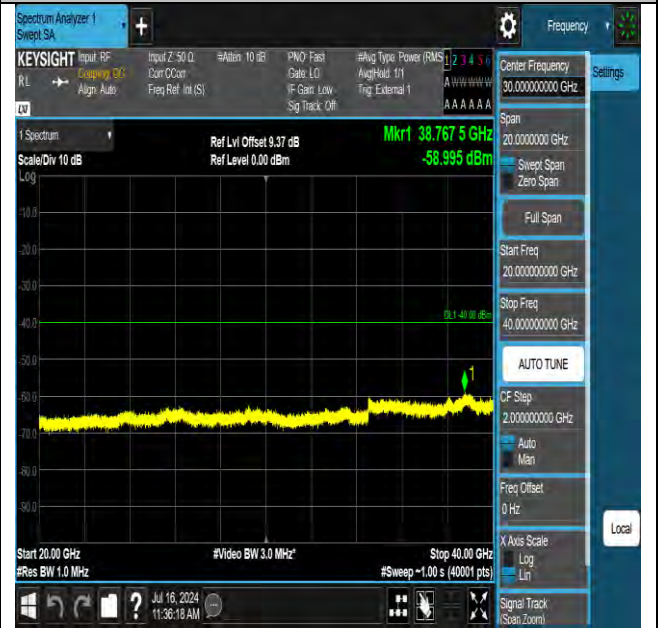 Spectrum Analyzer 1
Swept SA
+
Frequency
KEYSIGHT Input: RF
RL
Coupling: DC
Align: Auto
Input Z: 50 Ω
Corr CCorr
Freq Ref: Int (S)
#Atten: 10 dB
PNO: Fast
Gate: LO
IF Gain: Low
Sig Track: Off
#Avg Type: Power (RMS
Avg|Hold: 1/1
Trig: External 1
1 2 3 4 5 6
A W W W W W
A A A A A A
LXI
1 Spectrum
Scale/Div 10 dB
Log
Ref Lvl Offset 9.37 dB
Ref Level 0.00 dBm
Mkr1 38.767 5 GHz
-58.995 dBm
-10.0
-20.0
-30.0
-40.0
-50.0
-60.0
-70.0
-80.0
-90.0
DL1 -40.00 dBm
1
Start 20.00 GHz
#Res BW 1.0 MHz
#Video BW 3.0 MHz*
Stop 40.00 GHz
#Sweep ~1.00 s (40001 pts)
Jul 16, 2024
11:36:18 AM
?
Center Frequency
30.000000000 GHz
Settings
Span
20.0000000 GHz
Swept Span
Zero Span
Full Span
Start Freq
20.000000000 GHz
Stop Freq
40.000000000 GHz
AUTO TUNE
CF Step
2.000000000 GHz
Auto
Man
Freq Offset
0 Hz
X Axis Scale
Log
Lin
Local
Signal Track
(Span Zoom)